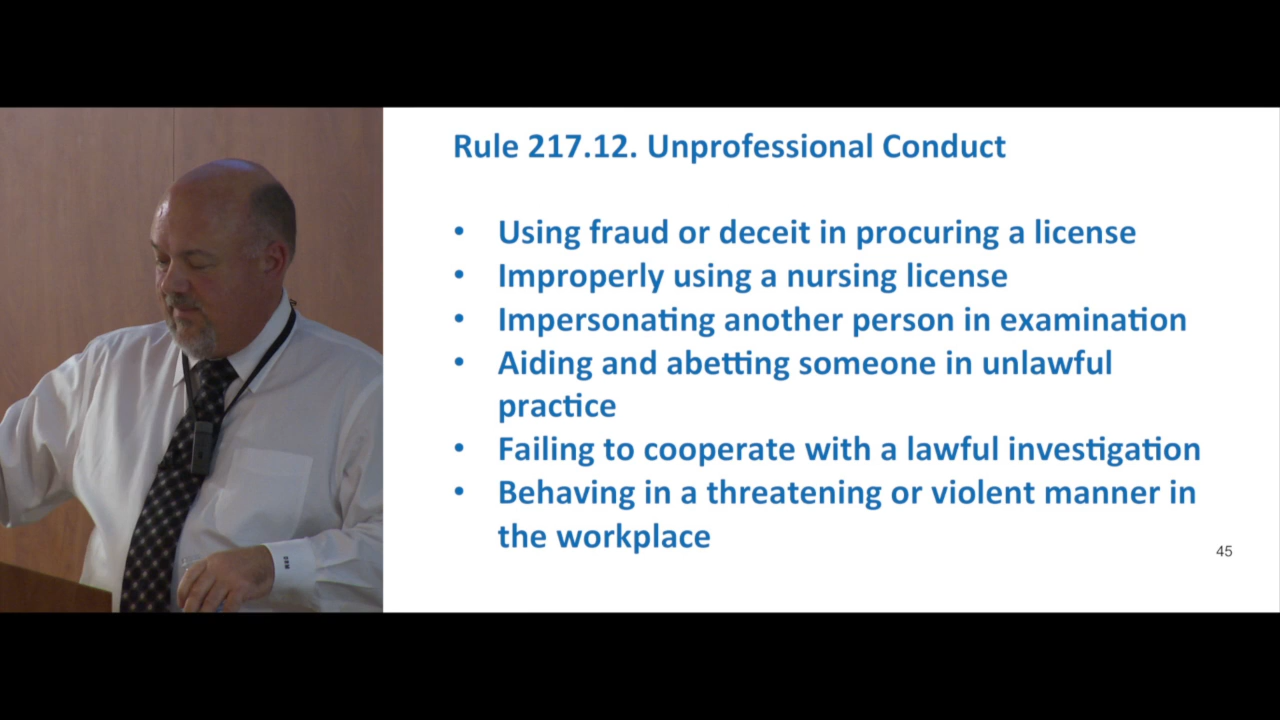 Rule 217.12. Unprofessional Conduct
• Using fraud or deceit in procuring a license
• Improperly using a nursing license
• Impersonating another person in examination
• Aiding and abetting someone in unlawful
practice
• Failing to cooperate with a lawful investigation
• Behaving in a threatening or violent manner in
the workplace
45